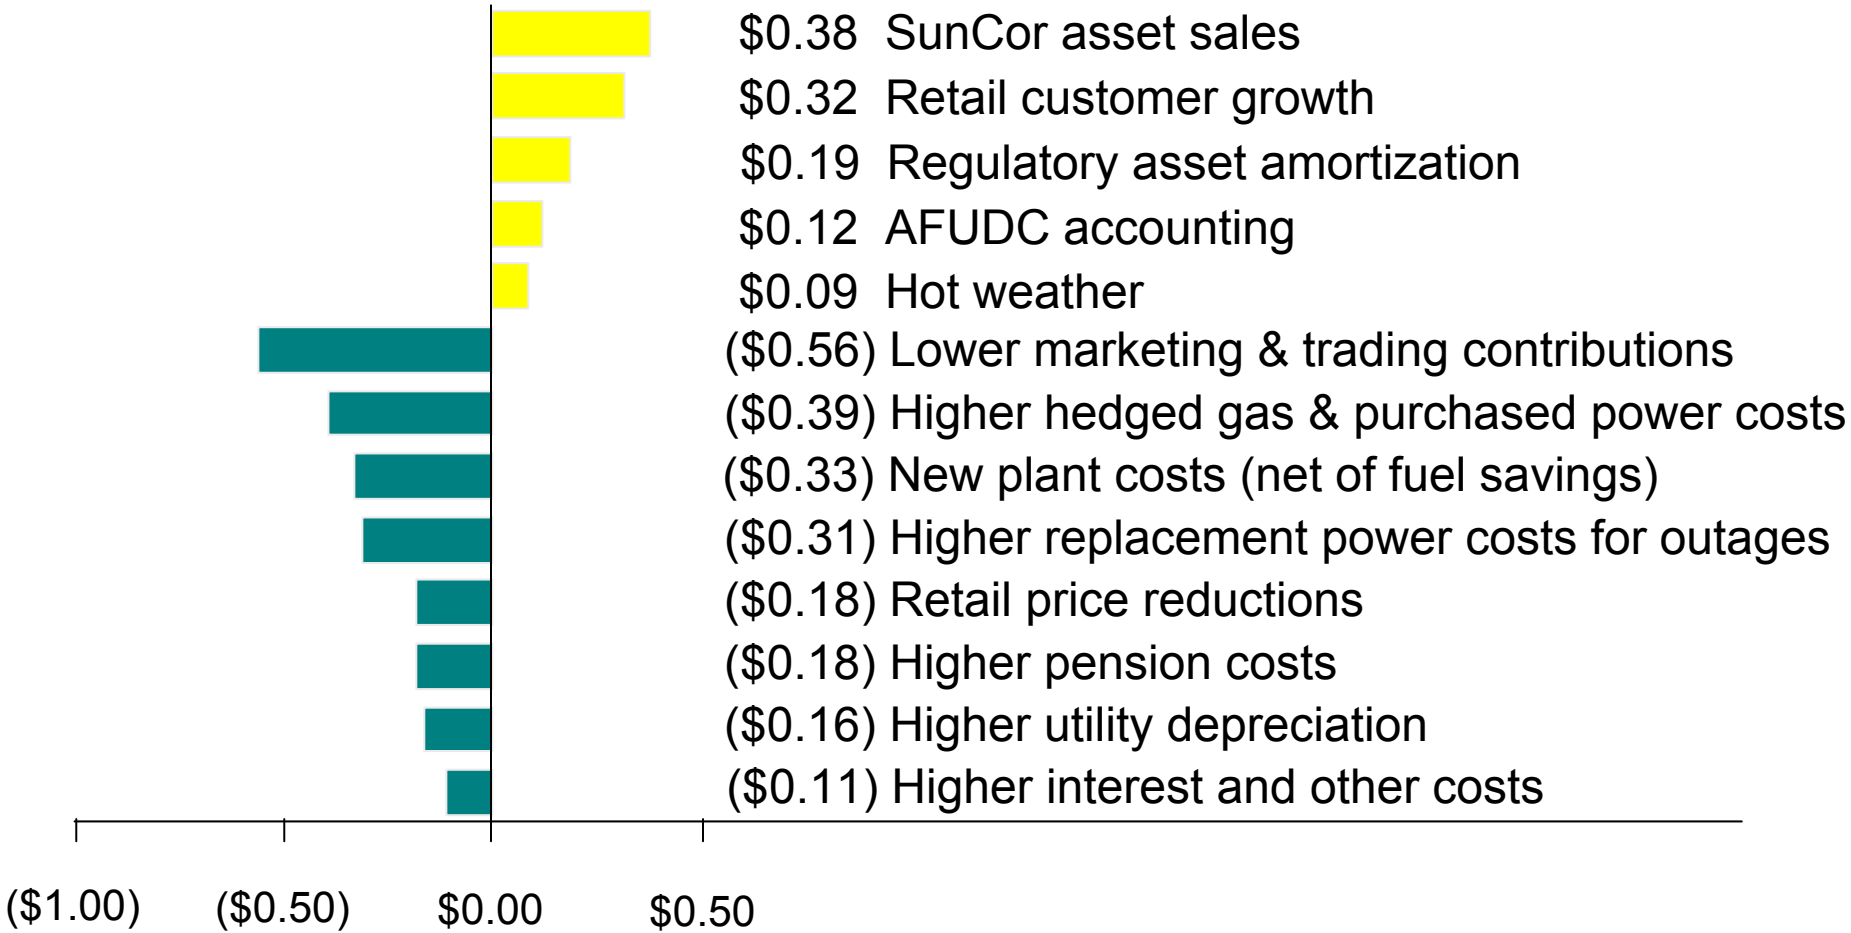 $0.38 SunCor asset sales
$0.32 Retail customer growth
$0.19 Regulatory asset amortization
$0.12 AFUDC accounting
$0.09 Hot weather
($0.56) Lower marketing & trading contributions
($0.39) Higher hedged gas & purchased power costs
($0.33) New plant costs (net of fuel savings)
($0.31) Higher replacement power costs for outages
($0.18) Retail price reductions
($0.18) Higher pension costs
($0.16) Higher utility depreciation
($0.11) Higher interest and other costs
($1.00) ($0.50) $0.00 $0.50